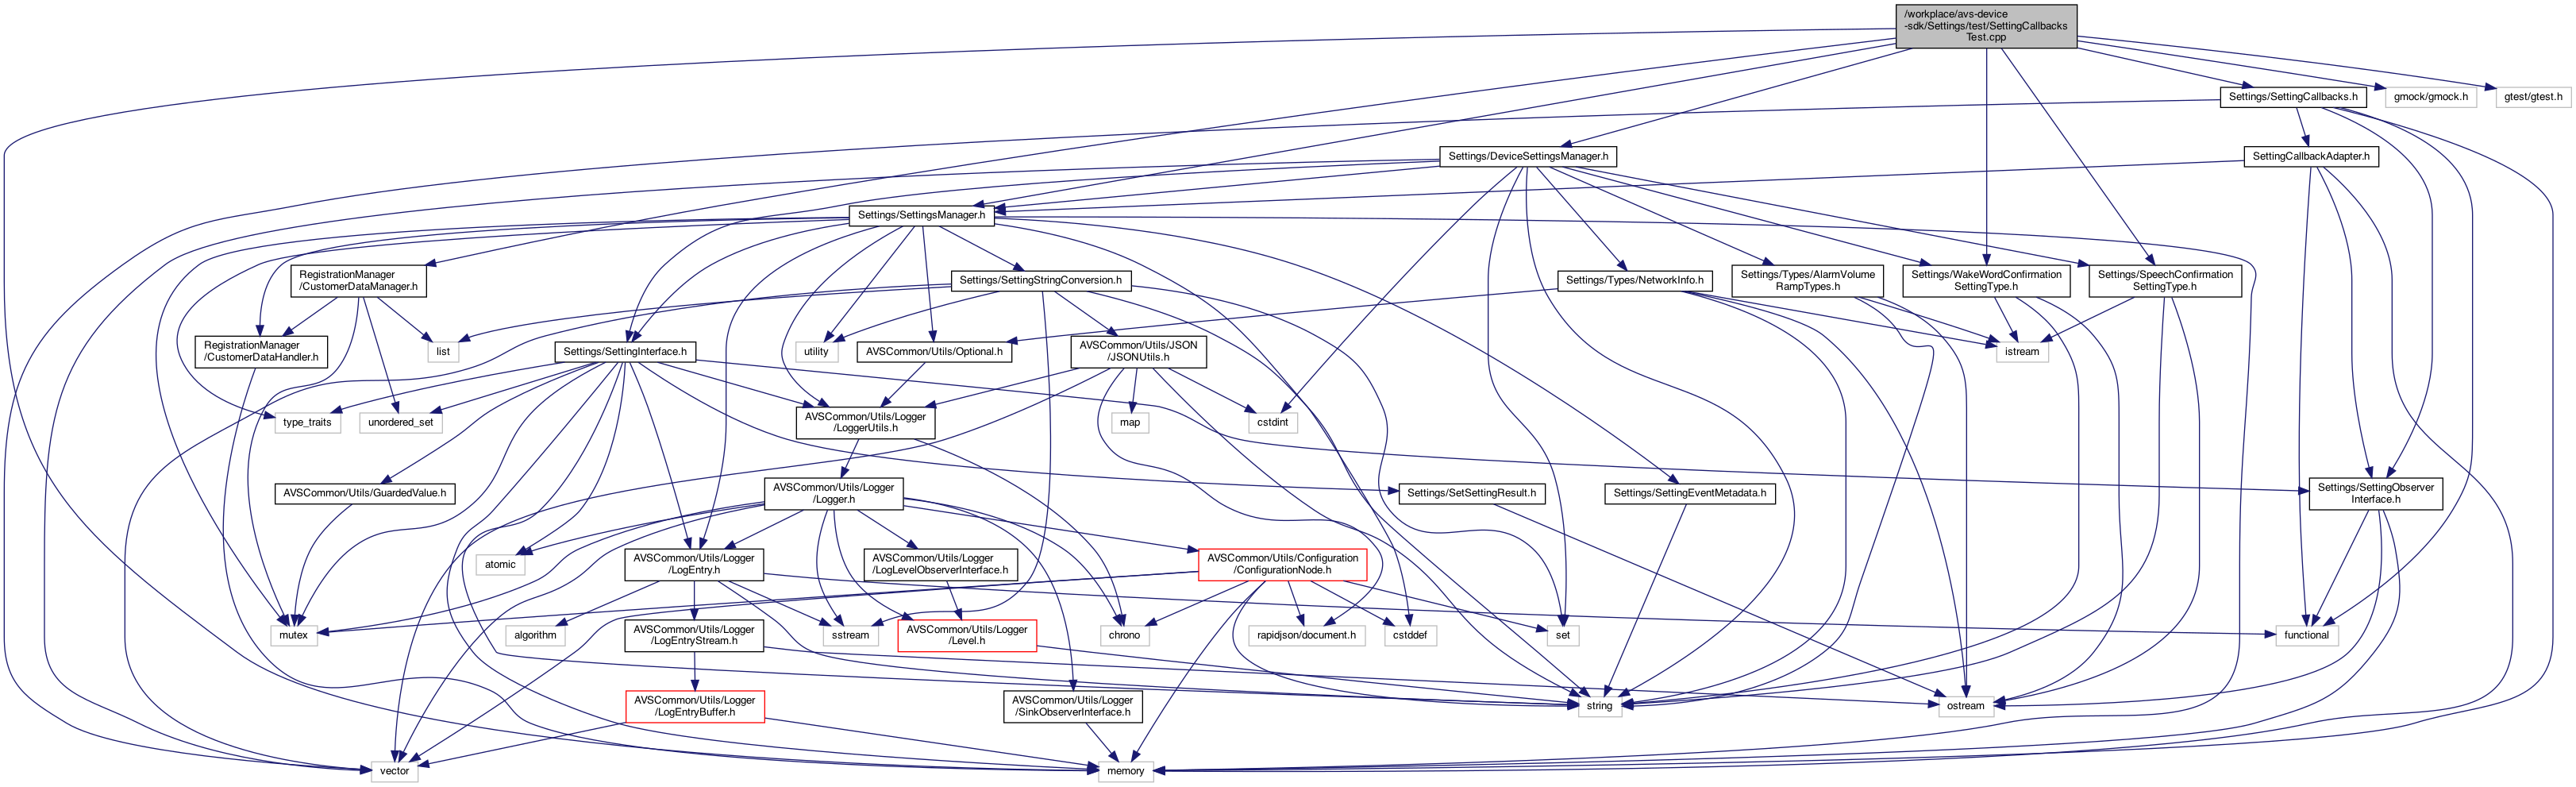 /workplace/avs-device
-sdk/Settings/test/SettingCallbacks
Test.cpp
Settings/SettingCallbacks.h
gmock/gmock.h
gtest/gtest.h
Settings/DeviceSettingsManager.h
SettingCallbackAdapter.h
Settings/SettingsManager.h
RegistrationManager
/CustomerDataManager.h
Settings/SettingStringConversion.h
Settings/Types/NetworkInfo.h
Settings/Types/AlarmVolume
RampTypes.h
Settings/WakeWordConfirmation
SettingType.h
Settings/SpeechConfirmation
SettingType.h
RegistrationManager
/CustomerDataHandler.h
list
Settings/SettingInterface.h
utility
AVSCommon/Utils/Optional.h
AVSCommon/Utils/JSON
/JSONUtils.h
istream
type_traits
unordered_set
AVSCommon/Utils/Logger
/LoggerUtils.h
map
cstdint
AVSCommon/Utils/GuardedValue.h
AVSCommon/Utils/Logger
/Logger.h
Settings/SetSettingResult.h
Settings/SettingEventMetadata.h
Settings/SettingObserver
Interface.h
atomic
AVSCommon/Utils/Logger
/LogEntry.h
AVSCommon/Utils/Logger
/LogLevelObserverInterface.h
AVSCommon/Utils/Configuration
/ConfigurationNode.h
mutex
algorithm
AVSCommon/Utils/Logger
/LogEntryStream.h
sstream
AVSCommon/Utils/Logger
/Level.h
chrono
rapidjson/document.h
cstddef
set
functional
AVSCommon/Utils/Logger
/LogEntryBuffer.h
AVSCommon/Utils/Logger
/SinkObserverInterface.h
string
ostream
vector
memory